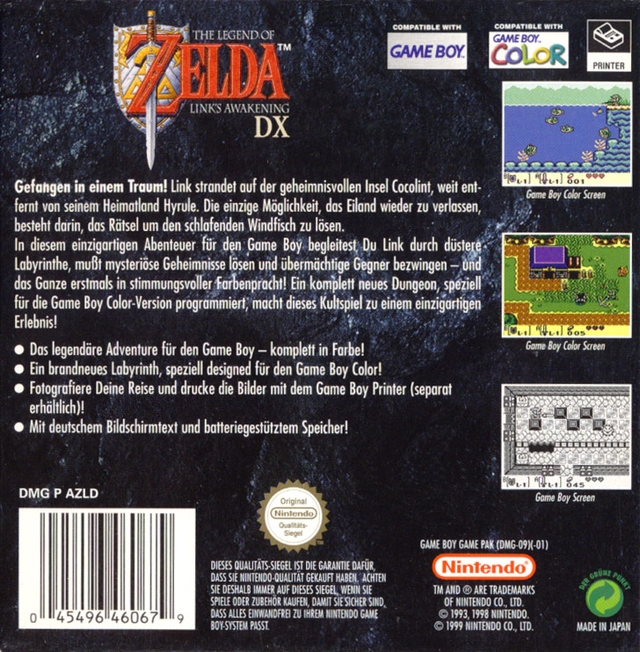 THE LEGEND OF
ZELDA™
LINK'S AWAKENING
DX
COMPATIBLE WITH
GAME BOY
COMPATIBLE WITH
GAME BOY
COLOR
PRINTER
Gefangen in einem Traum! Link strandet auf der geheimnisvollen Insel Cocolint, weit ent-
fernt von seinem Heimatland Hyrule. Die einzige Möglichkeit, das Eiland wieder zu verlassen,
besteht darin, das Rätsel um den schlafenden Windfisch zu lösen.
In diesem einzigartigen Abenteuer für den Game Boy begleitest Du Link durch düstere
Labyrinthe, mußt mysteriöse Geheimnisse lösen und übermächtige Gegner bezwingen – und
das Ganze erstmals in stimmungsvoller Farbenpracht! Ein komplett neues Dungeon, speziell
für die Game Boy Color-Version programmiert, macht dieses Kultspiel zu einem einzigartigen
Erlebnis!
● Das legendäre Adventure für den Game Boy – komplett in Farbe!
● Ein brandneues Labyrinth, speziell designed für den Game Boy Color!
● Fotografiere Deine Reise und drucke die Bilder mit dem Game Boy Printer (separat
erhältlich)!
● Mit deutschem Bildschirmtext und batteriegestütztem Speicher!
L-1 L-1 001
Game Boy Color Screen
L-1 L-1 005
Game Boy Color Screen
L-1 L-1 045
Game Boy Screen
DMG P AZLD
0 45496 46067 9
Original
Nintendo
Qualitäts-
Siegel
DIESES QUALITÄTS-SIEGEL IST DIE GARANTIE DAFÜR,
DASS SIE NINTENDO-QUALITÄT GEKAUFT HABEN. ACHTEN
SIE DESHALB IMMER AUF DIESES SIEGEL, WENN SIE
SPIELE ODER ZUBEHÖR KAUFEN, DAMIT SIE SICHER SIND,
DASS ALLES EINWANDFREI ZU IHREM NINTENDO GAME
BOY-SYSTEM PASST.
GAME BOY GAME PAK (DMG-09)(-01)
Nintendo®
TM AND ® ARE TRADEMARKS
OF NINTENDO CO., LTD.
© 1993, 1998 NINTENDO.
© 1999 NINTENDO CO., LTD.
DER GRÜNE PUNKT
MADE IN JAPAN